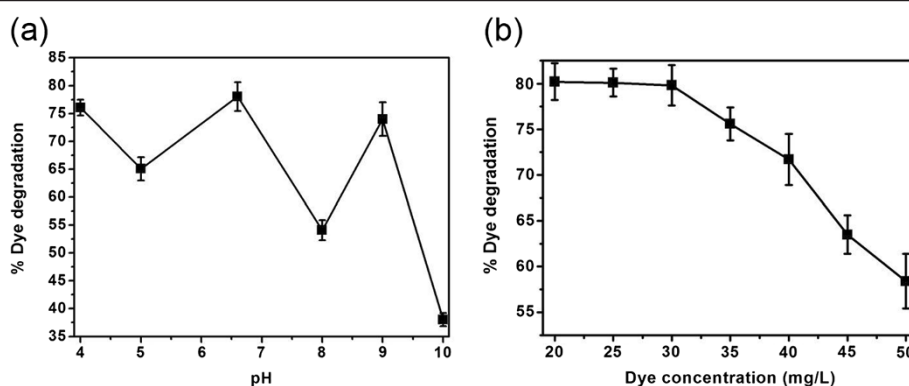 (a)
85
80
75
70
65
60
55
50
45
40
35
% Dye degradation
4 5 6 7 8 9 10
pH
(b)
80
75
70
65
60
55
% Dye degradation
20 25 30 35 40 45 50
Dye concentration (mg/L)